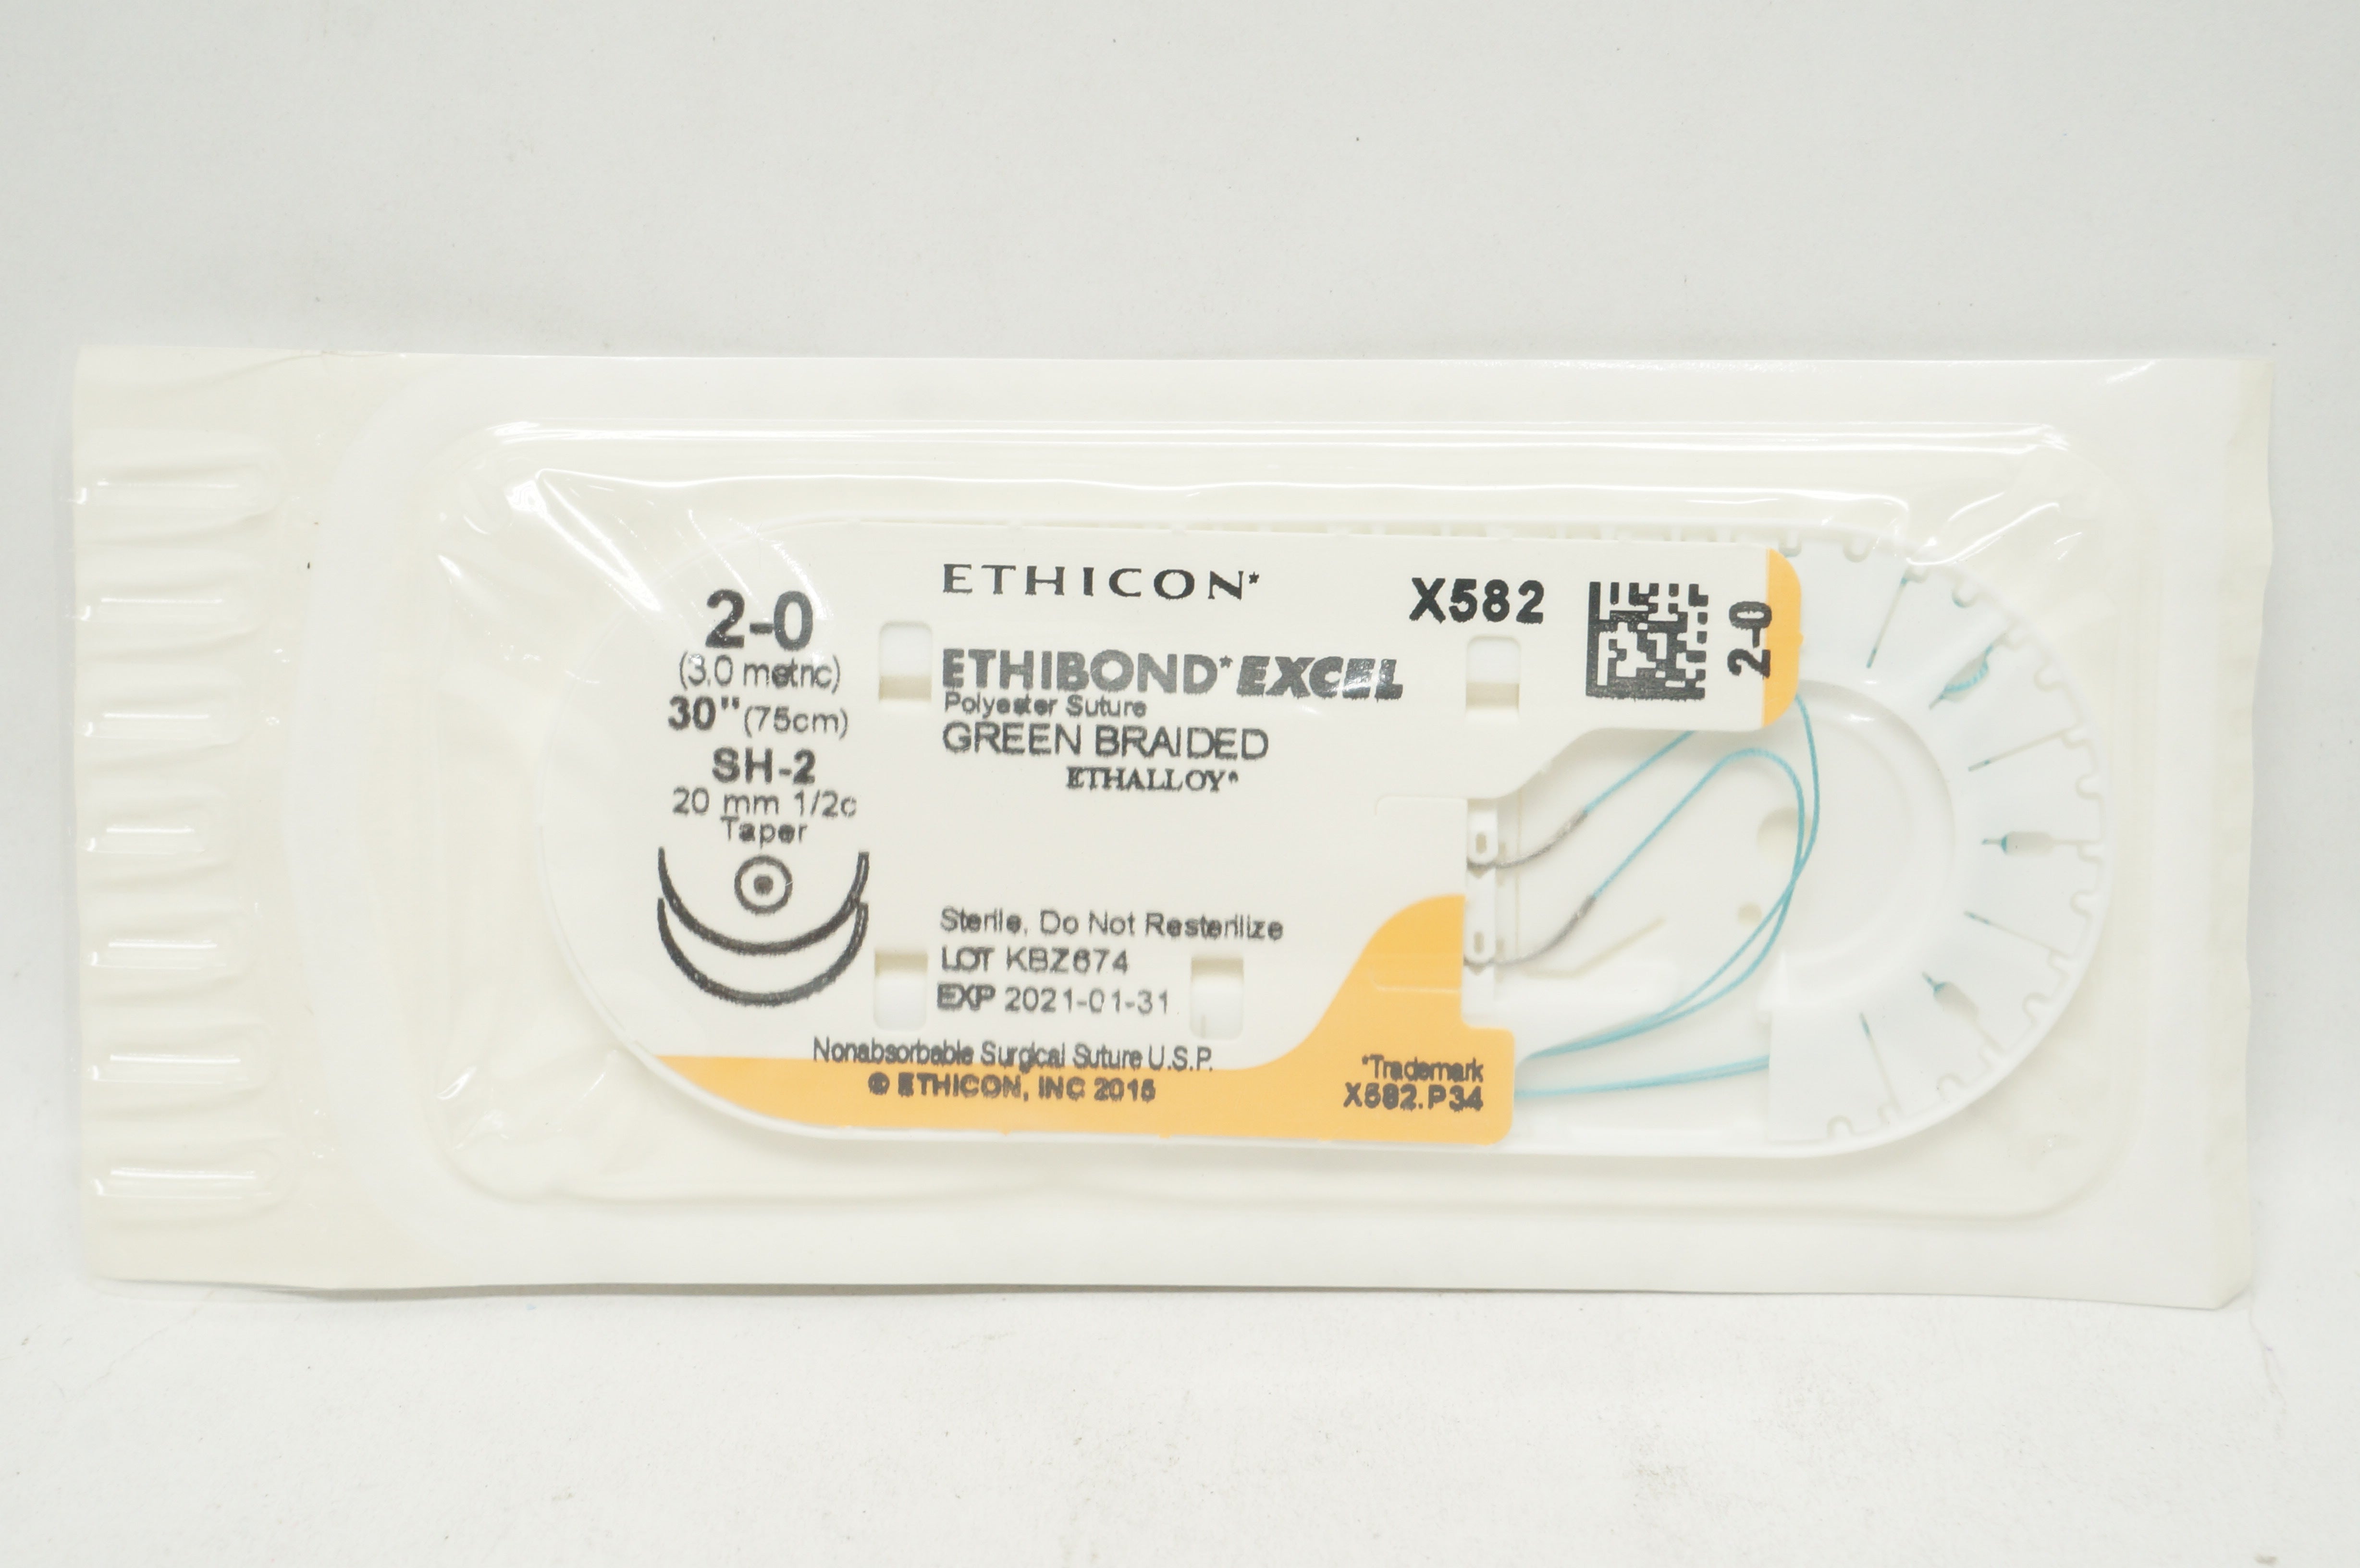 ETHICON*
X582
2-0
2-0
(3.0 metric)
30" (75cm)
SH-2
20 mm 1/2c
Taper
ETHIBOND* EXCEL
Polyester Suture
GREEN BRAIDED
ETHALLOY*
Sterile, Do Not Resterilize
LOT KBZ674
EXP 2021-01-31
Nonabsorbable Surgical Suture U.S.P.
© ETHICON, INC 2015
*Trademark
X582.P34